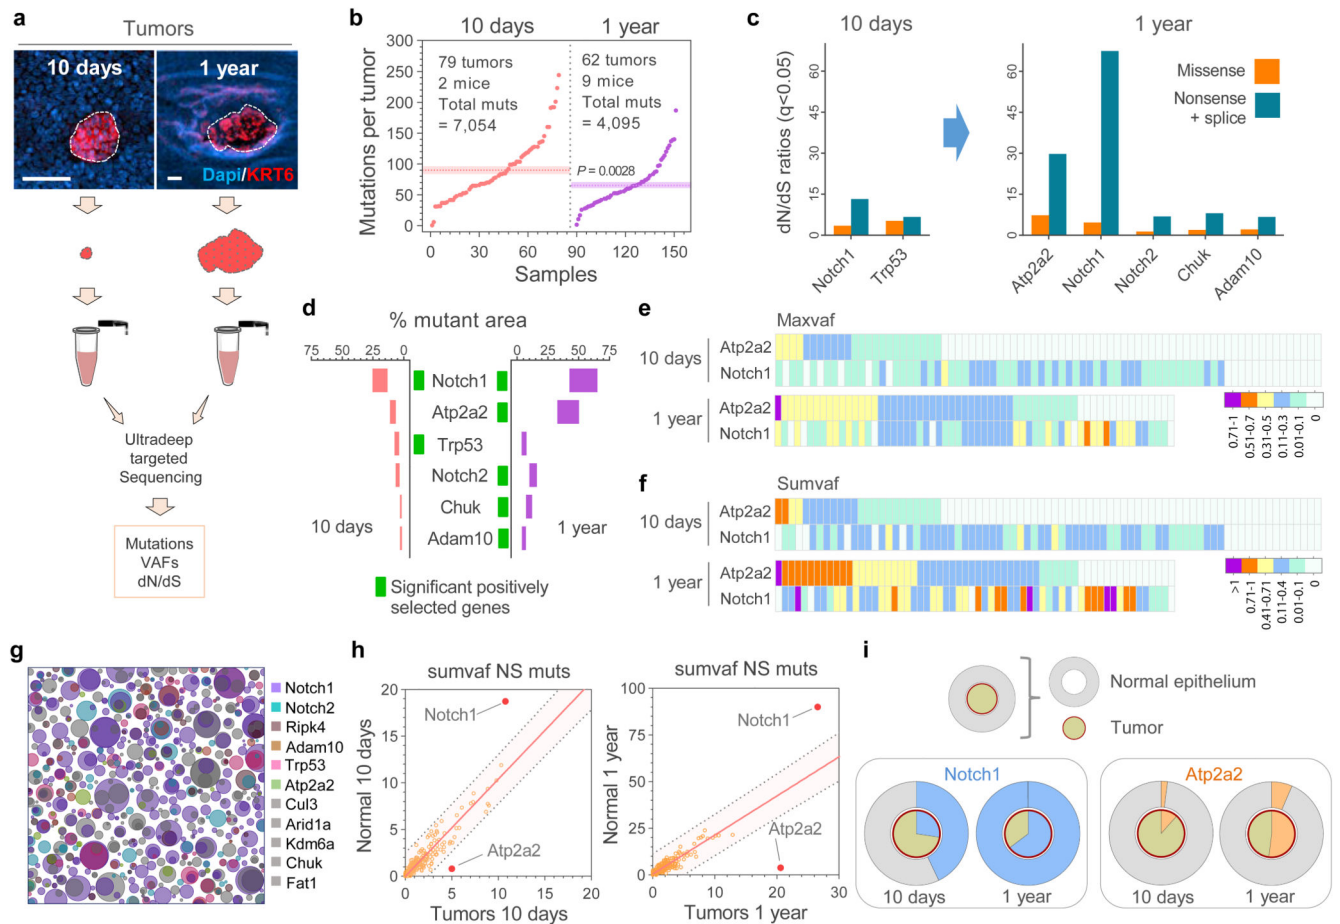 a
Tumors
10 days
1 year
Dapi/KRT6
Ultradeep
targeted
Sequencing
Mutations
VAFs
dN/dS
b
10 days
1 year
Mutations per tumor
300
250
200
150
100
50
0
79 tumors
2 mice
Total muts
= 7,054
62 tumors
9 mice
Total muts
= 4,095
P = 0.0028
0
30
60
90
120
150
Samples
c
10 days
1 year
dN/dS ratios (q<0.05)
60
45
30
15
0
60
45
30
15
0
Missense
Nonsense
+ splice
Notch1
Trp53
Atp2a2
Notch1
Notch2
Chuk
Adam10
d
% mutant area
75
50
25
0
0
25
50
75
Notch1
Atp2a2
Trp53
Notch2
Chuk
Adam10
10 days
1 year
Significant positively
selected genes
e
Maxvaf
10 days
Atp2a2
Notch1
1 year
Atp2a2
Notch1
0.71-1
0.51-0.7
0.31-0.5
0.11-0.3
0.01-0.1
0
f
Sumvaf
10 days
Atp2a2
Notch1
1 year
Atp2a2
Notch1
>1
0.71-1
0.41-0.71
0.11-0.4
0.01-0.1
0
g
Notch1
Notch2
Ripk4
Adam10
Trp53
Atp2a2
Cul3
Arid1a
Kdm6a
Chuk
Fat1
h
sumvaf NS muts
Normal 10 days
20
15
10
5
0
Notch1
Atp2a2
0
5
10
15
20
Tumors 10 days
sumvaf NS muts
Normal 1 year
100
75
50
25
0
Notch1
Atp2a2
0
10
20
30
Tumors 1 year
i
Normal epithelium
Tumor
Notch1
10 days
1 year
Atp2a2
10 days
1 year